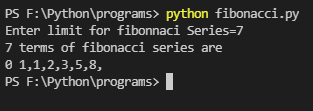 PS F:\Python\programs> python fibonacci.py
Enter limit for fibonnaci Series=7
7 terms of fibonacci series are
0 1,1,2,3,5,8,
PS F:\Python\programs>